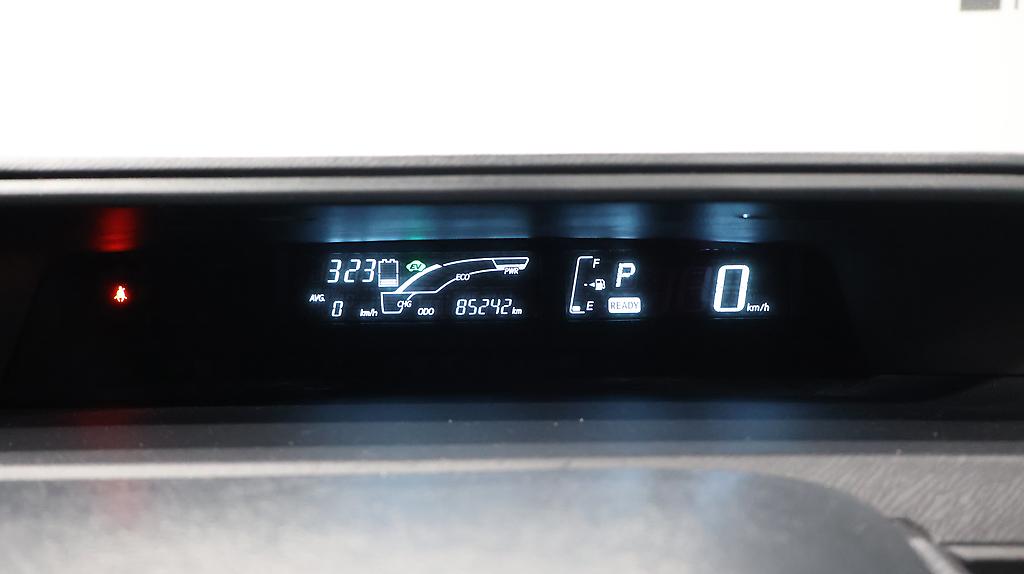 323
EV
ECO
PWR
AVG.
0 km/h
CHG
ODO 85242 km
F
E
P
READY
0 km/h